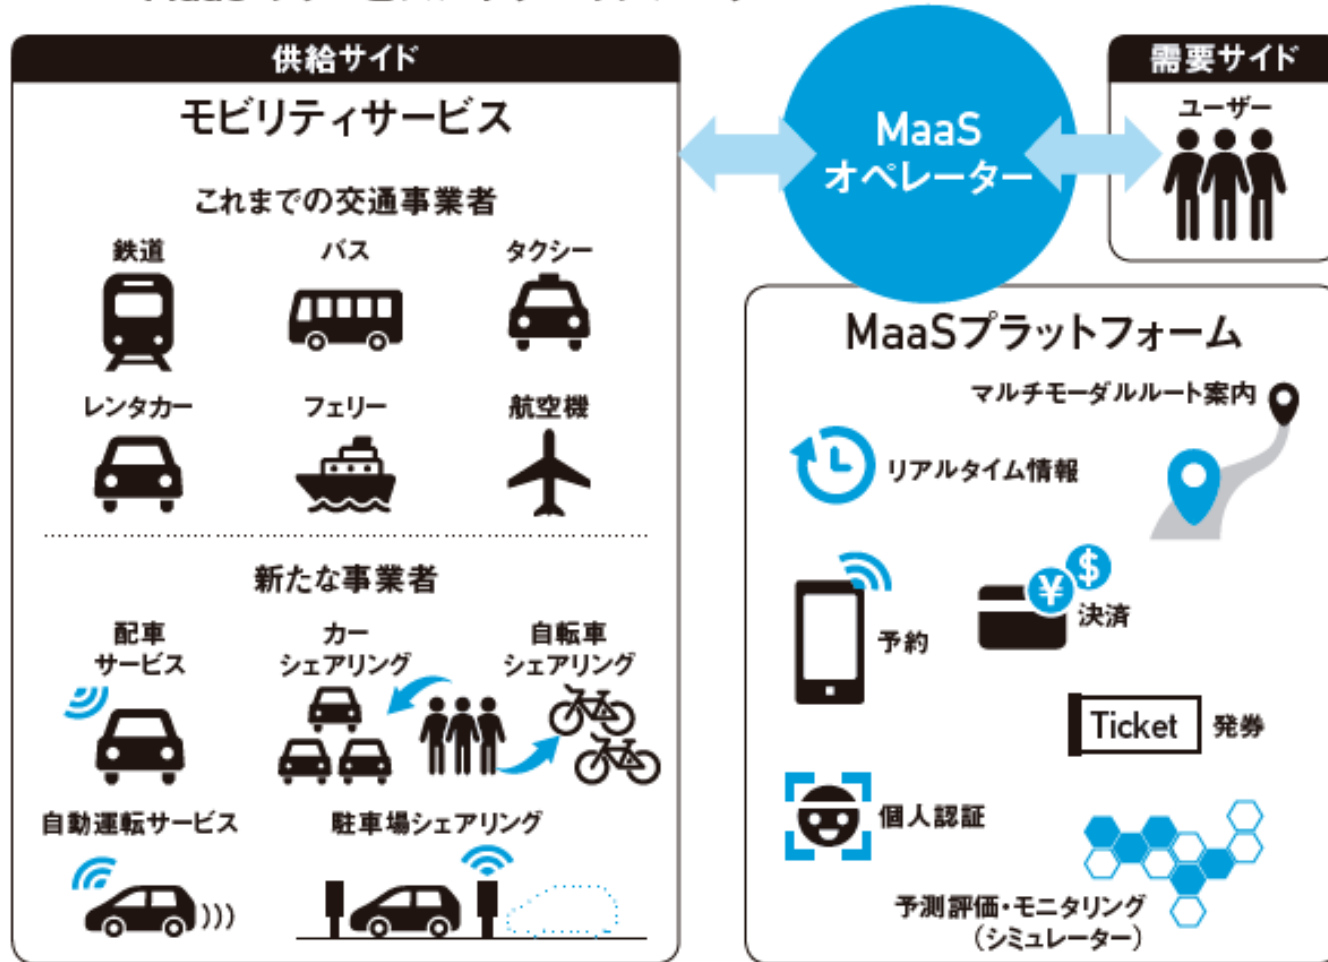 供給サイド
モビリティサービス
これまでの交通事業者
鉄道
バス
タクシー
レンタカー
フェリー
航空機
新たな事業者
配車
サービス
カー
シェアリング
自転車
シェアリング
自動運転サービス
駐車場シェアリング
MaaS
オペレーター
需要サイド
ユーザー
MaaSプラットフォーム
マルチモーダルルート案内
リアルタイム情報
予約
¥
$
決済
Ticket
発券
個人認証
予測評価・モニタリング
(シミュレーター)